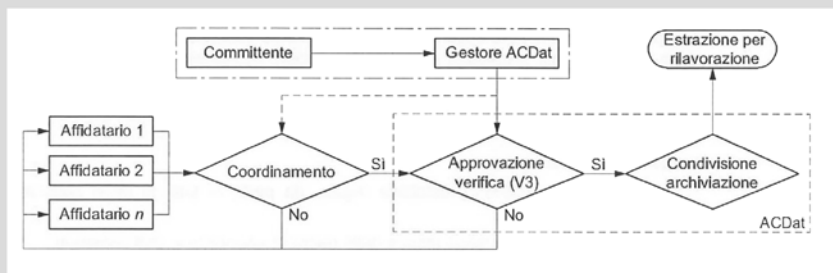 Committente
Gestore ACDat
Estrazione per
rilavorazione
Affidatario 1
Affidatario 2
Affidatario n
Coordinamento
Sì
Approvazione
verifica (V3)
Sì
Condivisione
archiviazione
No
No
ACDat